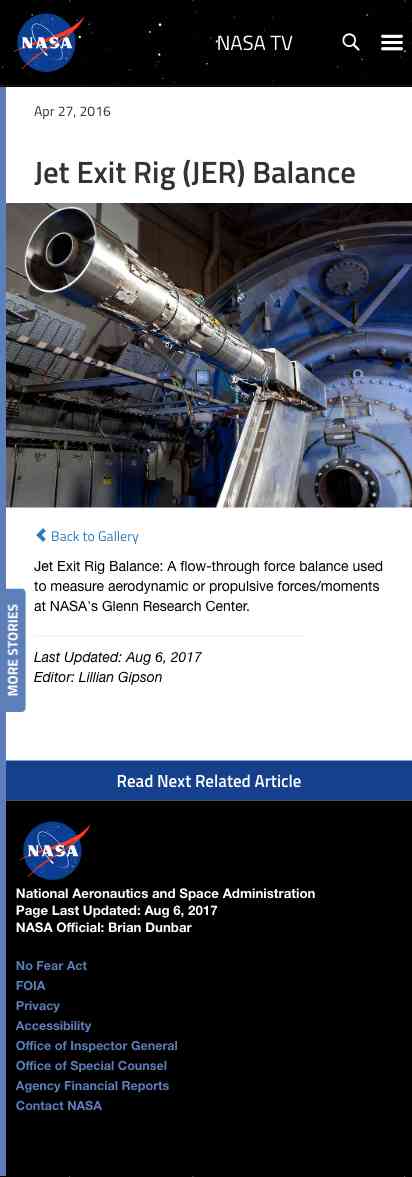 NASA
NASA TV
Apr 27, 2016
Jet Exit Rig (JER) Balance
Back to Gallery
Jet Exit Rig Balance: A flow-through force balance used
to measure aerodynamic or propulsive forces/moments
at NASA's Glenn Research Center.
MORE STORIES
Last Updated: Aug 6, 2017
Editor: Lillian Gipson
Read Next Related Article
NASA
National Aeronautics and Space Administration
Page Last Updated: Aug 6, 2017
NASA Official: Brian Dunbar
No Fear Act
FOIA
Privacy
Accessibility
Office of Inspector General
Office of Special Counsel
Agency Financial Reports
Contact NASA